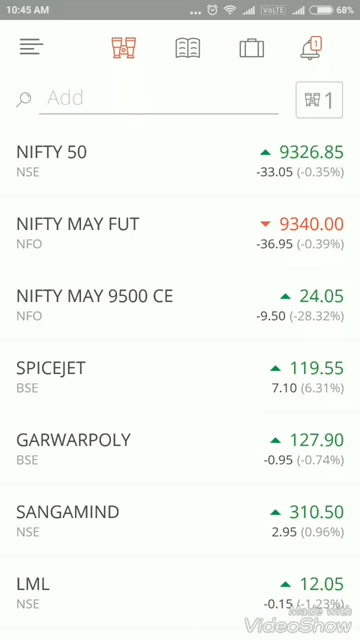 10:45 AM ... VoLTE 68%
1
Add
1
NIFTY 50 9326.85
NSE -33.05 (-0.35%)
NIFTY MAY FUT 9340.00
NFO -36.95 (-0.39%)
NIFTY MAY 9500 CE 24.05
NFO -9.50 (-28.32%)
SPICEJET 119.55
BSE 7.10 (6.31%)
GARWARPOLY 127.90
BSE -0.95 (-0.74%)
SANGAMIND 310.50
NSE 2.95 (0.96%)
LML 12.05
NSE -0.15 (-1.23%)
Made with
VideoShow